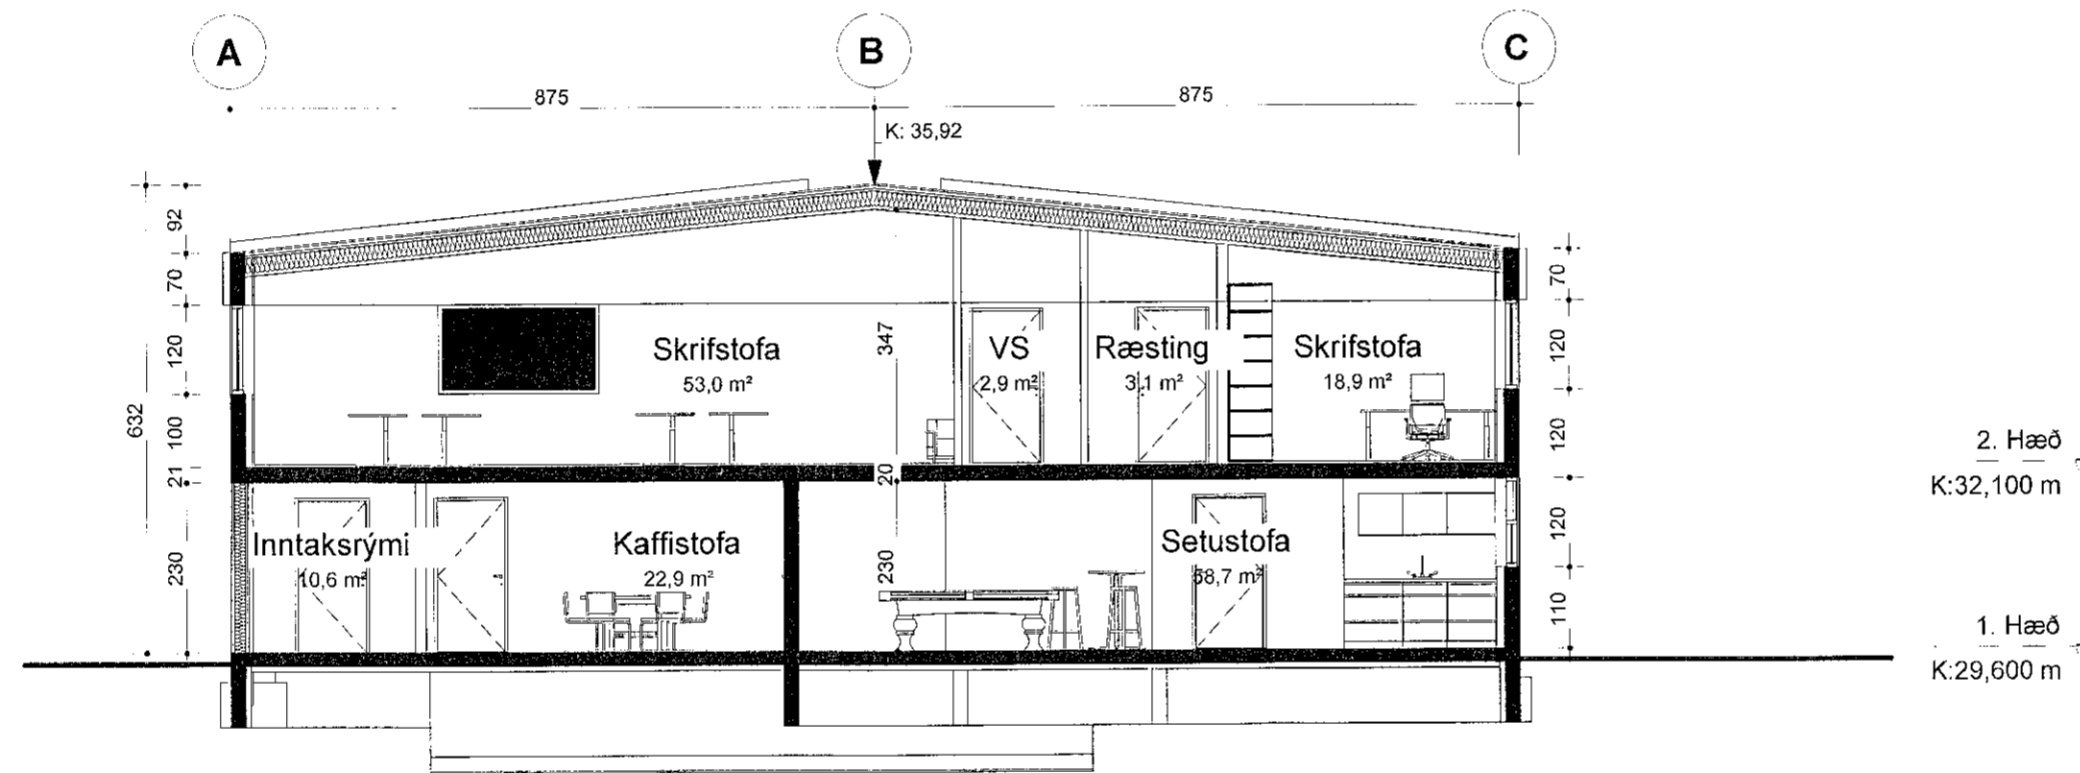 A
B
C
875
875
K: 35,92
92
70
120
100
21
230
632
Skrifstofa
53,0 m²
347
VS
2,9 m²
Ræsting
3,1 m²
Skrifstofa
18,9 m²
70
120
120
120
110
20
230
Inntaksrými
10,6 m²
Kaffistofa
22,9 m²
Setustofa
58,7 m²
2. Hæð
K:32,100 m
1. Hæð
K:29,600 m